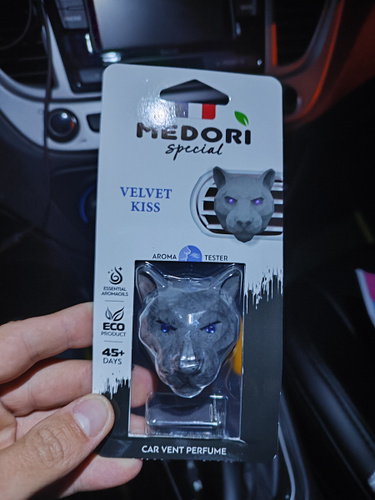 MEDORI
special
VELVET
KISS
AROMA TESTER
ESSENTIAL
AROMAOILS
ECO
PRODUCT
45+
DAYS
CAR VENT PERFUME